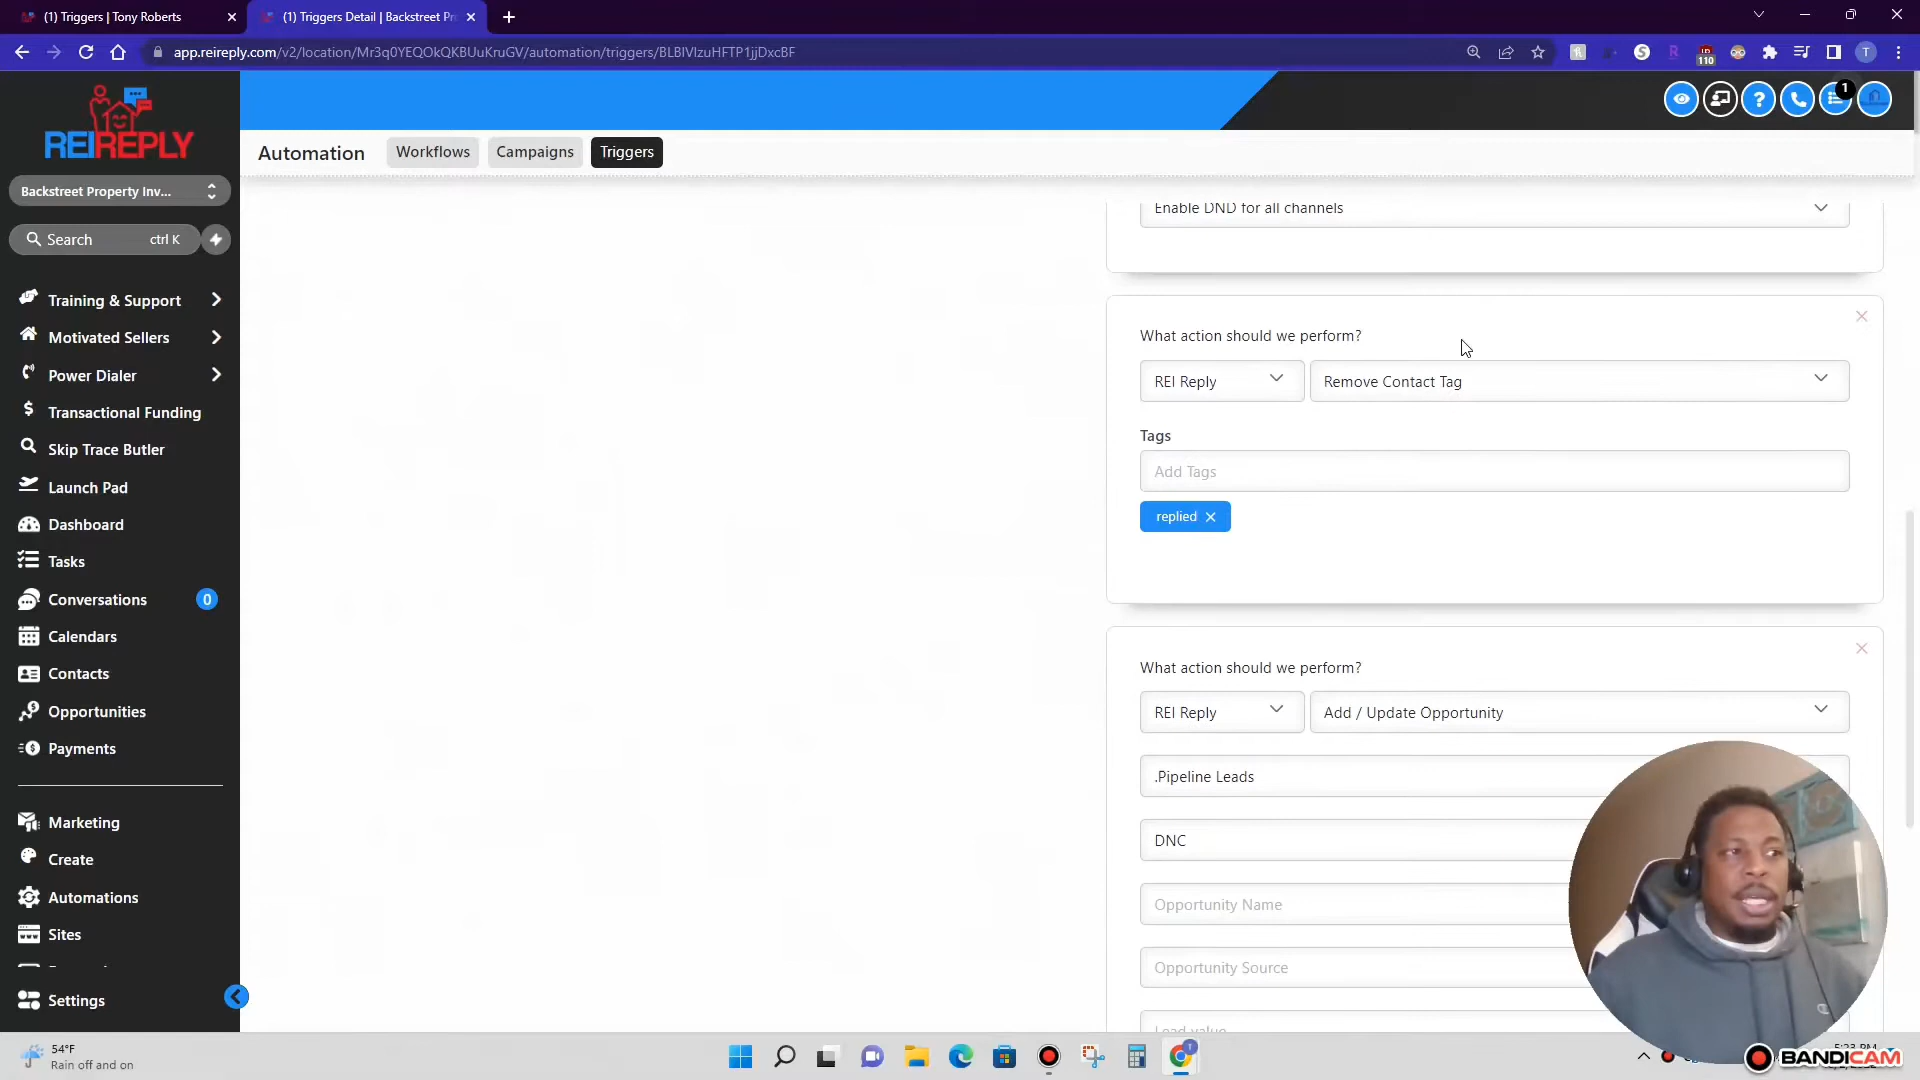 (1) Triggers | Tony Roberts
(1) Triggers Detail | Backstreet Pr
app.reireply.com/v2/location/Mr3q0YEQOkQKBUuKruGV/automation/triggers/BLBIVIzuHFTP1jjDxcBF
110
T
REIREPLY
1
Automation
Workflows
Campaigns
Triggers
Backstreet Property Inv...
Search
ctrl K
Training & Support
Motivated Sellers
Power Dialer
Transactional Funding
Skip Trace Butler
Launch Pad
Dashboard
Tasks
Conversations
0
Calendars
Contacts
Opportunities
Payments
Marketing
Create
Automations
Sites
Settings
Enable DND for all channels
What action should we perform?
REI Reply
Remove Contact Tag
Tags
Add Tags
replied
What action should we perform?
REI Reply
Add / Update Opportunity
.Pipeline Leads
DNC
Opportunity Name
Opportunity Source
Lead value
54°F
Rain off and on
BANDICAM